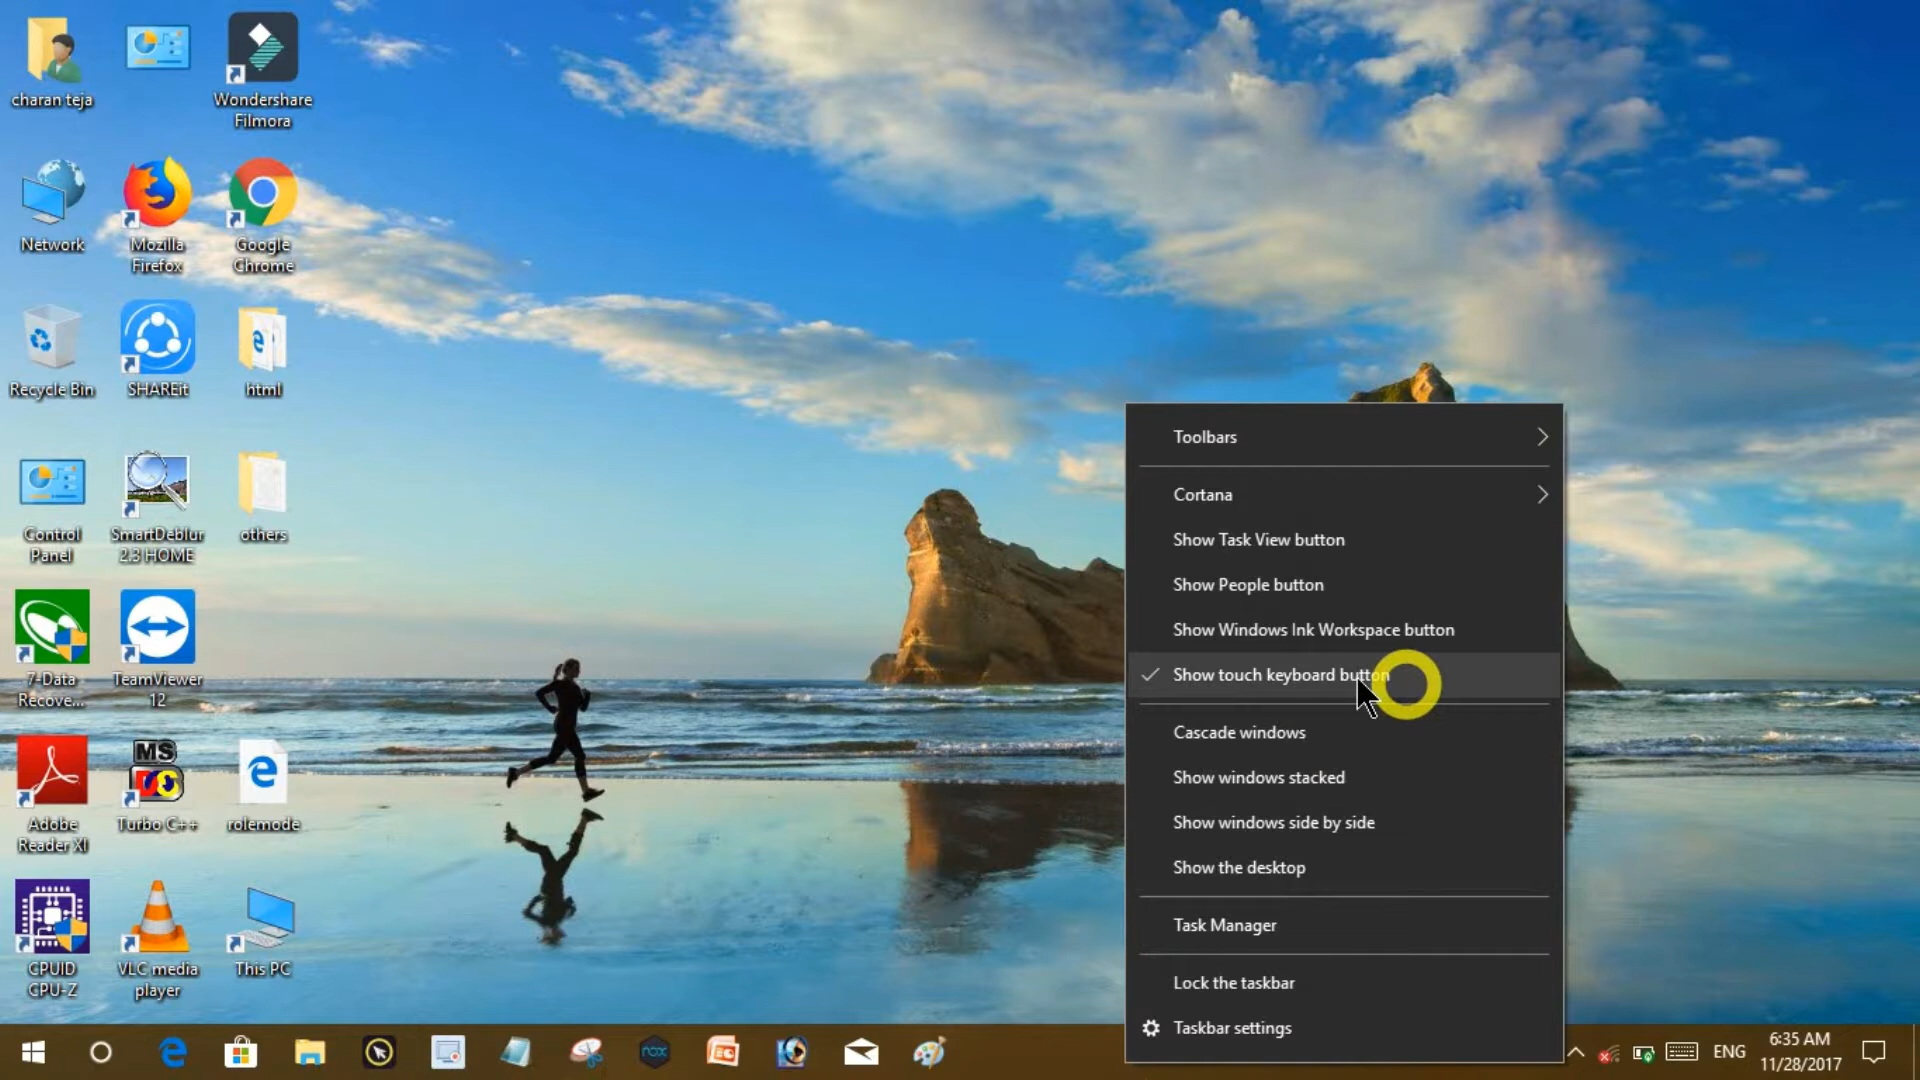 charan teja
Wondershare
Filmora
Network
Mozilla
Firefox
Google
Chrome
Recycle Bin
SHAREit
html
Control
Panel
SmartDeblur
2.3 HOME
others
7-Data
Recove...
TeamViewer
12
Adobe
Reader XI
MS
DOS
Turbo C++
rolemode
CPUID
CPU-Z
VLC media
player
This PC
Toolbars
Cortana
Show Task View button
Show People button
Show Windows Ink Workspace button
Show touch keyboard button
Cascade windows
Show windows stacked
Show windows side by side
Show the desktop
Task Manager
Lock the taskbar
Taskbar settings
nox
ENG
6:35 AM
11/28/2017